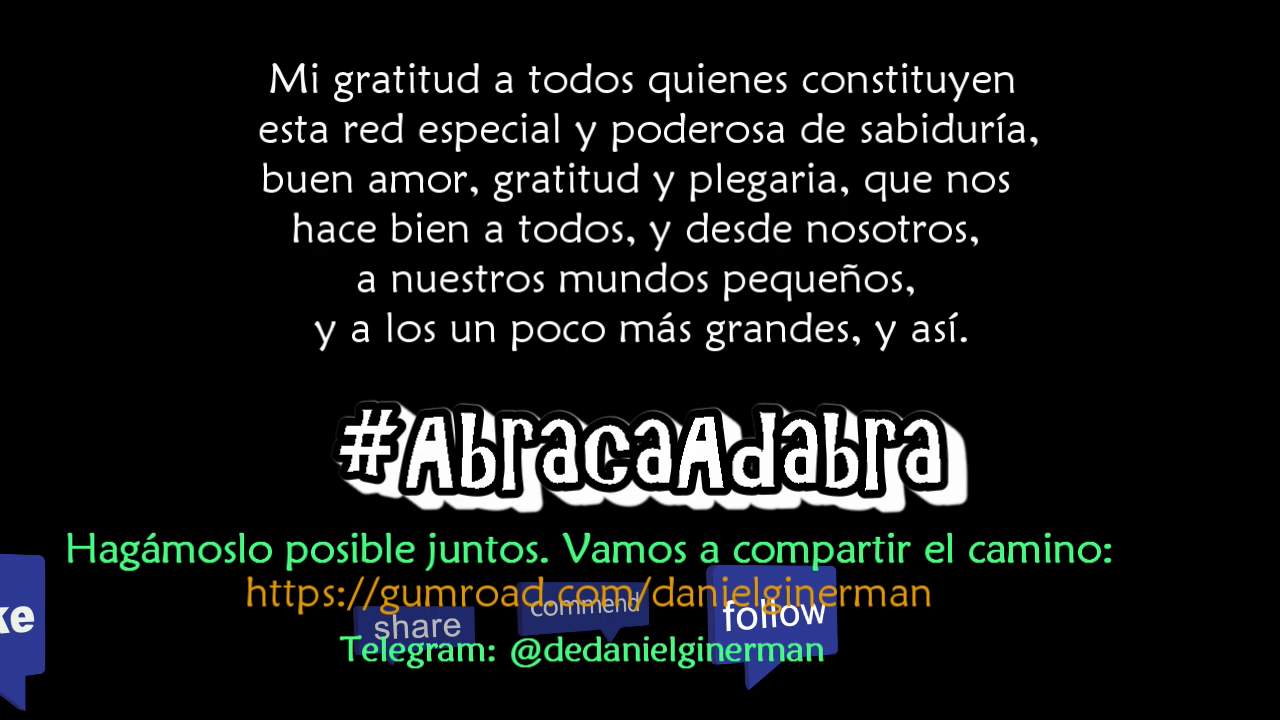 Mi gratitud a todos quienes constituyen
esta red especial y poderosa de sabiduría,
buen amor, gratitud y plegaria, que nos
hace bien a todos, y desde nosotros,
a nuestros mundos pequeños,
y a los un poco más grandes, y así.
#AbracaAdabra
Hagámoslo posible juntos. Vamos a compartir el camino:
https://gumroad.com/danielginerman
ke
share
commend
follow
Telegram: @dedanielginerman